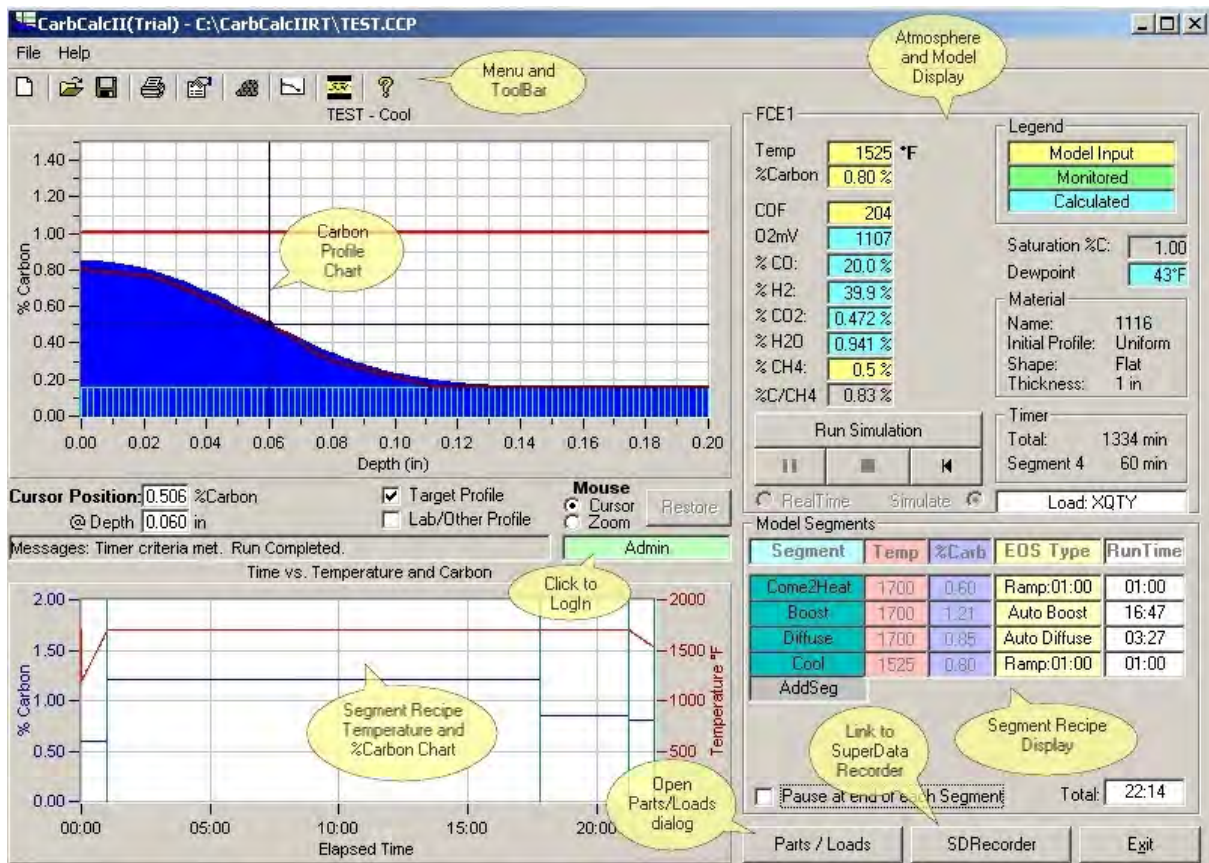 CarbCalcII(Trial) - C:\CarbCalcIIRT\TEST.CCP
File Help
Menu and
ToolBar
Atmosphere
and Model
Display
TEST - Cool
1.40
1.20
1.00
0.80
0.60
0.40
0.20
0.00
% Carbon
Carbon
Profile
Chart
0.00 0.02 0.04 0.06 0.08 0.10 0.12 0.14 0.16 0.18 0.20
Depth (in)
Cursor Position: 0.506 %Carbon
@ Depth 0.060 in
Target Profile
Lab/Other Profile
Mouse
Cursor
Zoom
Restore
Messages: Timer criteria met. Run Completed.
Admin
Click to
LogIn
Time vs. Temperature and Carbon
2.00
1.50
1.00
0.50
0.00
% Carbon
2000
1500
1000
500
Temperature °F
Segment Recipe
Temperature and
%Carbon Chart
00:00 05:00 10:00 15:00 20:00
Elapsed Time
FCE1
Temp 1525 °F
%Carbon 0.80 %
COF 204
O2mV 1107
% CO: 20.0 %
% H2: 39.9 %
% CO2: 0.472 %
% H2O 0.941 %
% CH4: 0.5 %
%C/CH4 0.83 %
Legend
Model Input
Monitored
Calculated
Saturation %C: 1.00
Dewpoint 43°F
Material
Name: 1116
Initial Profile: Uniform
Shape: Flat
Thickness: 1 in
Run Simulation
RealTime Simulate
Timer
Total: 1334 min
Segment 4 60 min
Load: XQTY
Model Segments
Segment Temp %Carb EOS Type RunTime
Come2Heat 1700 0.60 Ramp:01:00 01:00
Boost 1700 1.21 Auto Boost 16:47
Diffuse 1700 0.85 Auto Diffuse 03:27
Cool 1525 0.80 Ramp:01:00 01:00
AddSeg
Link to
SuperData
Recorder
Segment Recipe
Display
Open
Parts/Loads
dialog
Pause at end of each Segment
Total: 22:14
Parts / Loads SDRecorder Exit